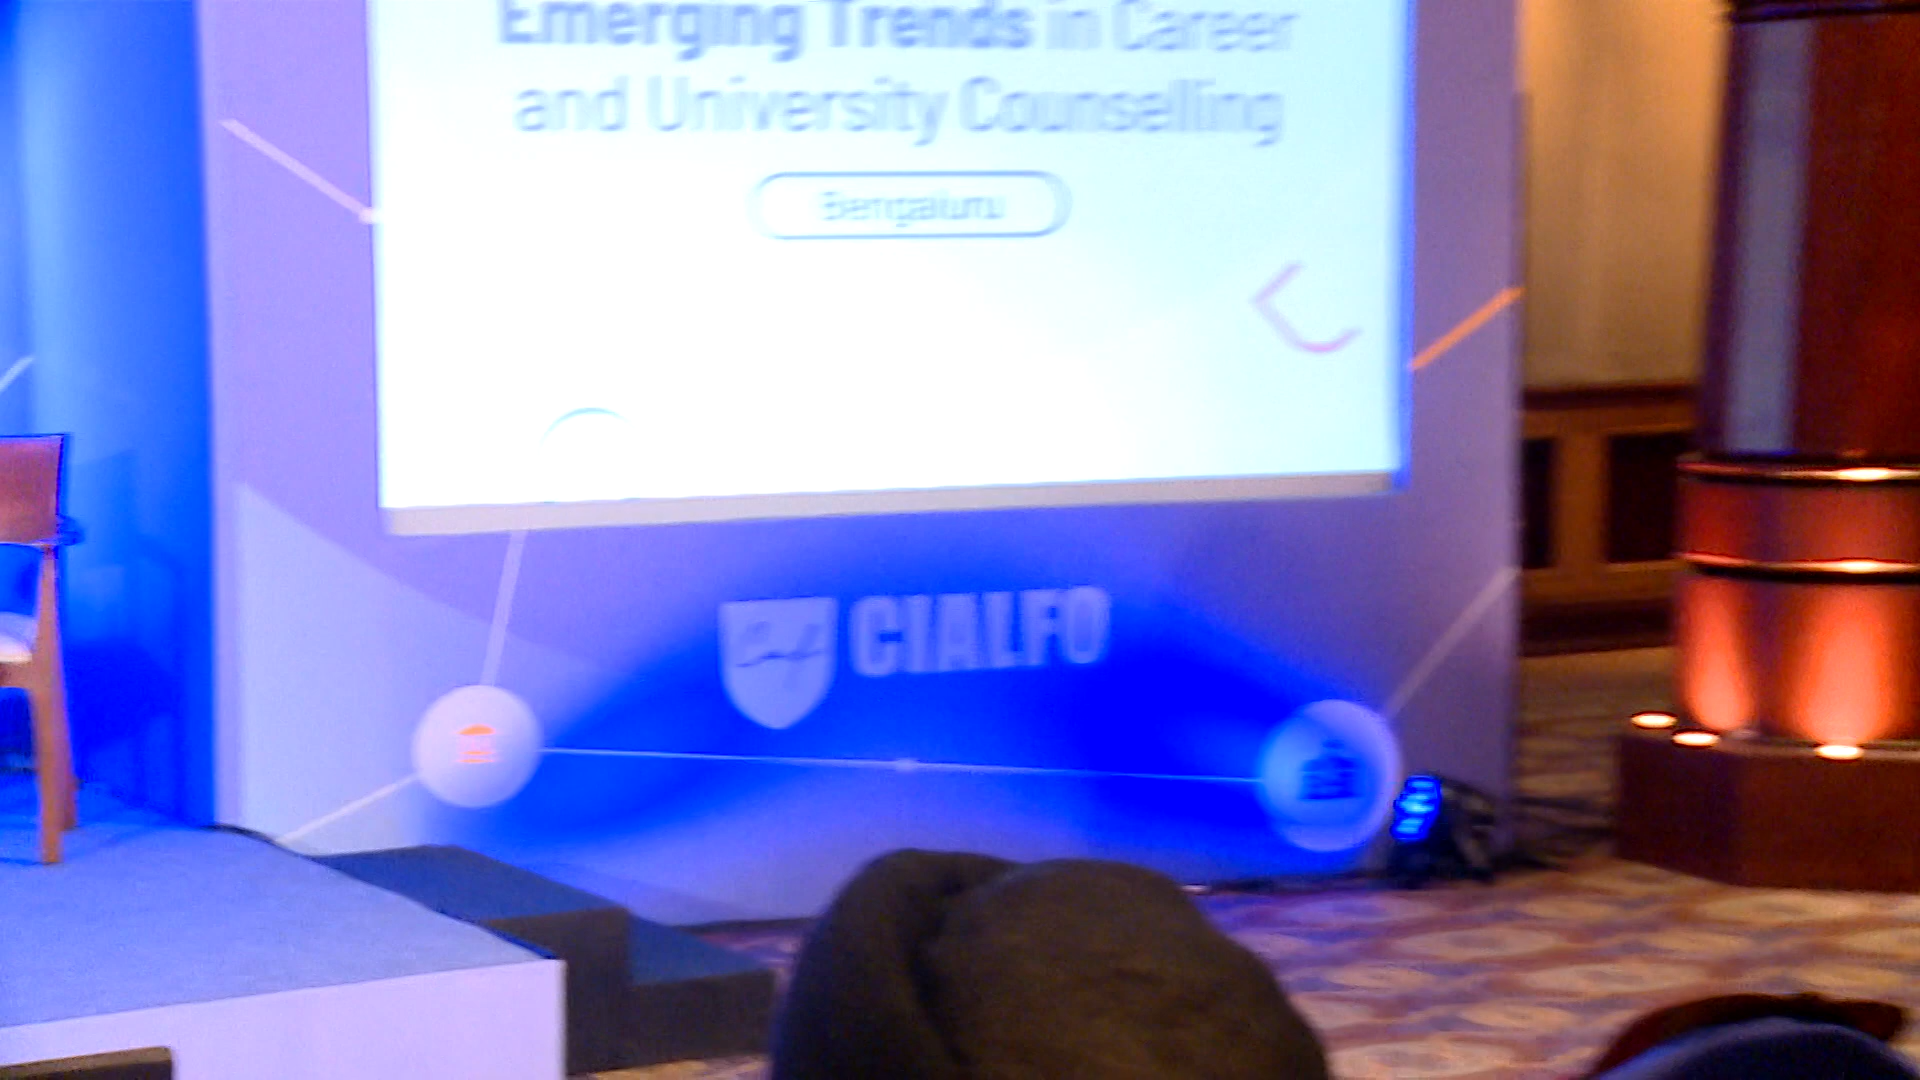 Emerging Trends in Career
and University Counselling
Bengaluru
CIALFO